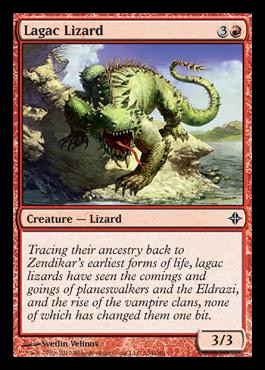 Lagac Lizard 3
Creature — Lizard
Tracing their ancestry back to
Zendikar's earliest forms of life, lagac
lizards have seen the comings and
goings of planeswalkers and the Eldrazi,
and the rise of the vampire clans, none
of which has changed them one bit.
Svetlin Velinov
3/3